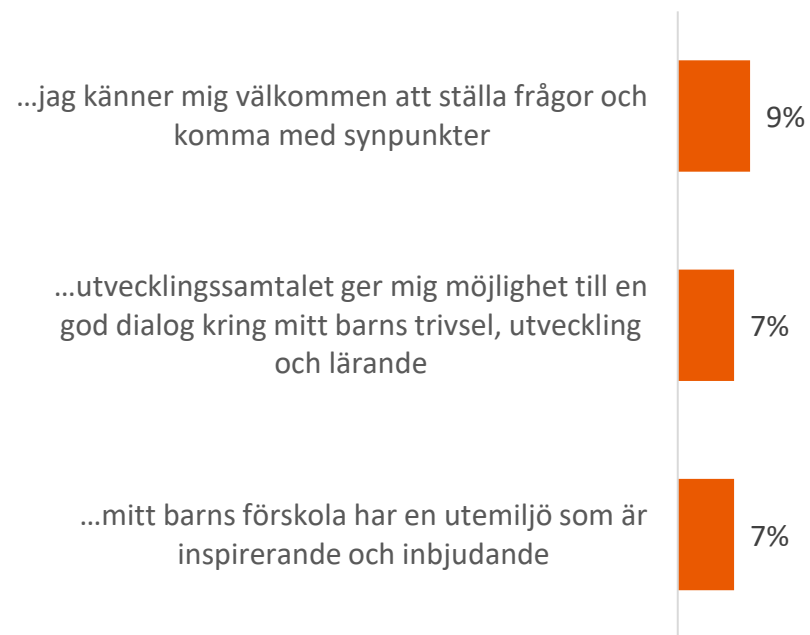 ...jag känner mig välkommen att ställa frågor och
komma med synpunkter
9%
...utvecklingssamtalet ger mig möjlighet till en
god dialog kring mitt barns trivsel, utveckling
och lärande
7%
...mitt barns förskola har en utemiljö som är
inspirerande och inbjudande
7%